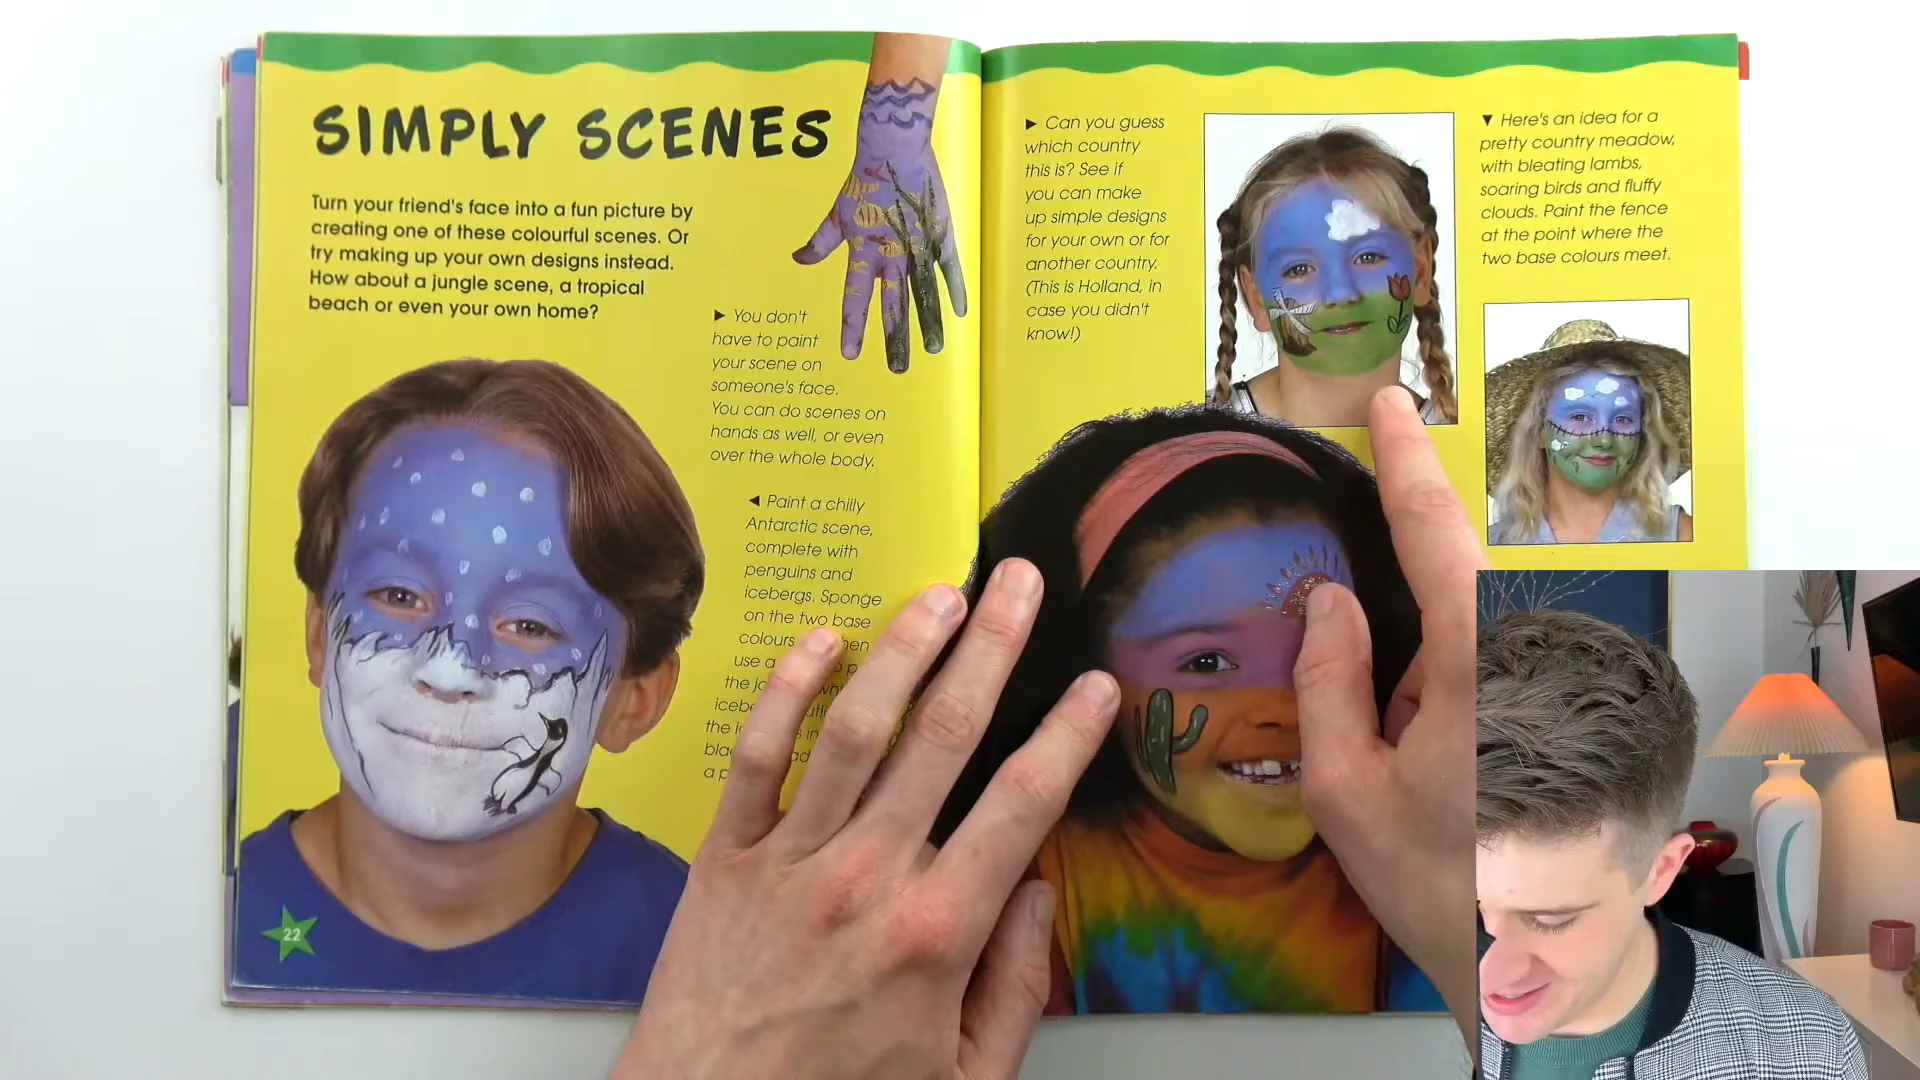 SIMPLY SCENES
Turn your friend's face into a fun picture by
creating one of these colourful scenes. Or
try making up your own designs instead.
How about a jungle scene, a tropical
beach or even your own home?
► You don't
have to paint
your scene on
someone's face.
You can do scenes on
hands as well, or even
over the whole body.
◄ Paint a chilly
Antarctic scene,
complete with
penguins and
icebergs. Sponge
on the two base
colours
use a
the
the
22
► Can you guess
which country
this is? See if
you can make
up simple designs
for your own or for
another country.
(This is Holland, in
case you didn't
know!)
▼ Here's an idea for a
pretty country meadow,
with bleating lambs,
soaring birds and fluffy
clouds. Paint the fence
at the point where the
two base colours meet.